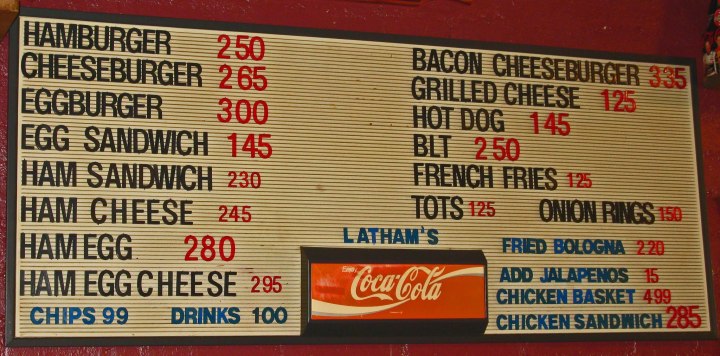 HAMBURGER 250
CHEESEBURGER 265
EGGBURGER 300
EGG SANDWICH 145
HAM SANDWICH 230
HAM CHEESE 245
HAM EGG 280
HAM EGG CHEESE 295
CHIPS 99 DRINKS 100
LATHAM'S
Enjoy
Coca-Cola
BACON CHEESEBURGER 335
GRILLED CHEESE 125
HOT DOG 145
BLT 250
FRENCH FRIES 125
TOTS 125 ONION RINGS 150
FRIED BOLOGNA 220
ADD JALAPENOS 15
CHICKEN BASKET 499
CHICKEN SANDWICH 285